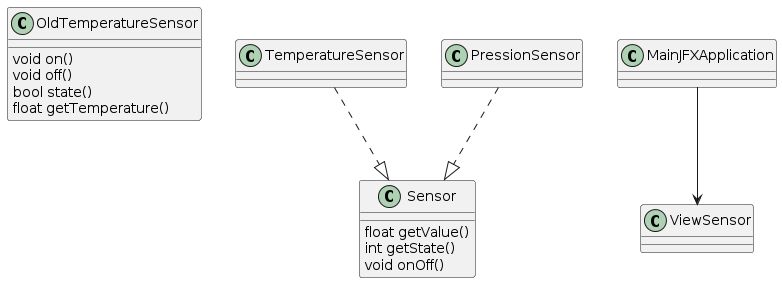 C OldTemperatureSensor
void on()
void off()
bool state()
float getTemperature()
C TemperatureSensor
C PressionSensor
C MainJFXApplication
C Sensor
float getValue()
int getState()
void onOff()
C ViewSensor